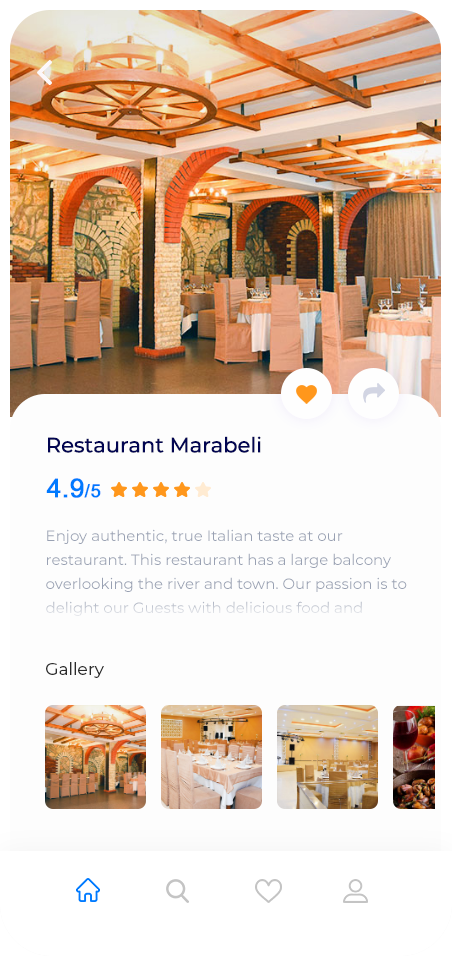 Restaurant Marabeli
4.9/5
Enjoy authentic, true Italian taste at our
restaurant. This restaurant has a large balcony
overlooking the river and town. Our passion is to
delight our Guests with delicious food and
Gallery